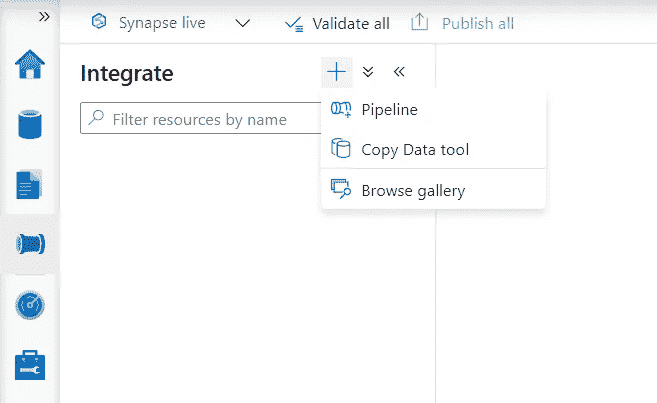 Synapse live Validate all Publish all
Integrate
Filter resources by name
Pipeline
Copy Data tool
Browse gallery